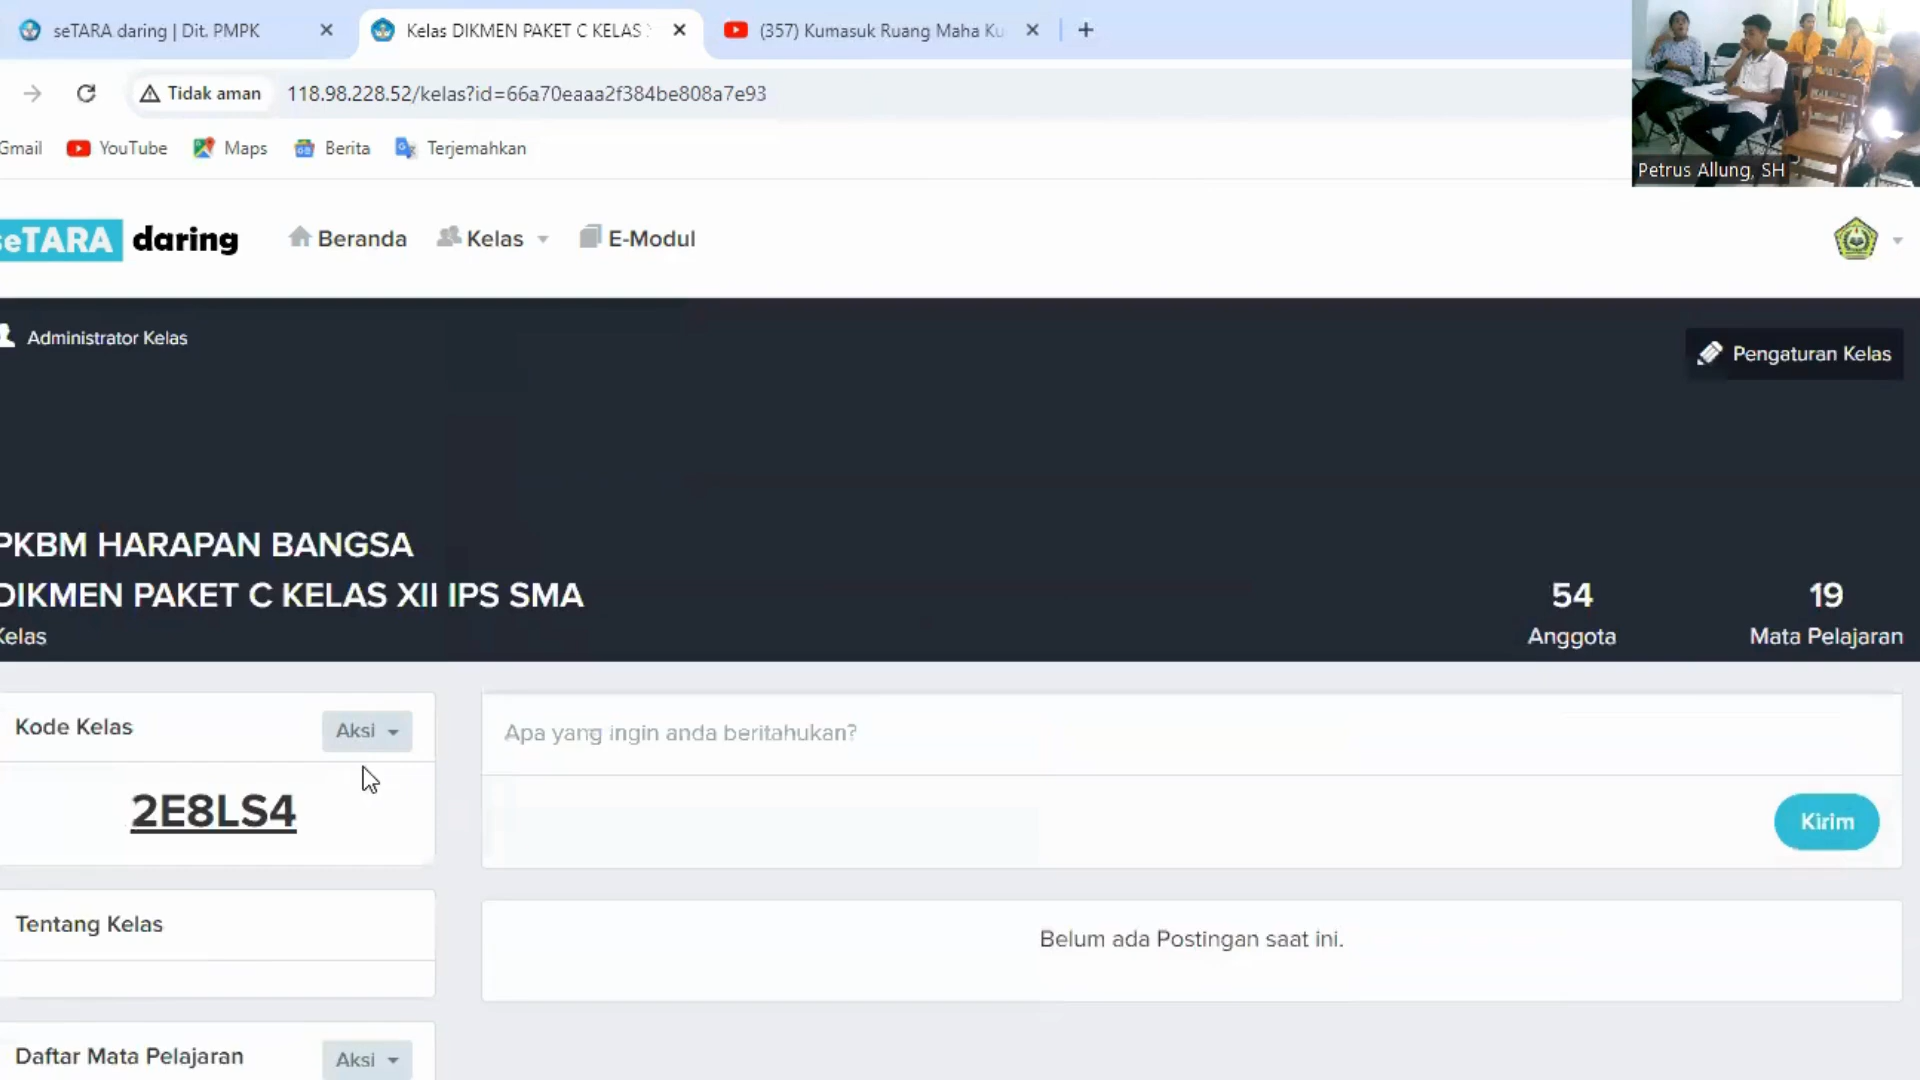 seTARA daring | Dit. PMPK
Kelas DIKMEN PAKET C KELAS
(357) Kumasuk Ruang Maha Ku
Tidak aman
118.98.228.52/kelas?id=66a70eaaa2f384be808a7e93
Gmail
YouTube
Maps
Berita
Terjemahkan
Petrus Allung, SH
seTARA daring
Beranda
Kelas
E-Modul
Administrator Kelas
Pengaturan Kelas
PKBM HARAPAN BANGSA
DIKMEN PAKET C KELAS XII IPS SMA
Kelas
54
Anggota
19
Mata Pelajaran
Kode Kelas
Aksi
2E8LS4
Apa yang ingin anda beritahukan?
Kirim
Tentang Kelas
Belum ada Postingan saat ini.
Daftar Mata Pelajaran
Aksi